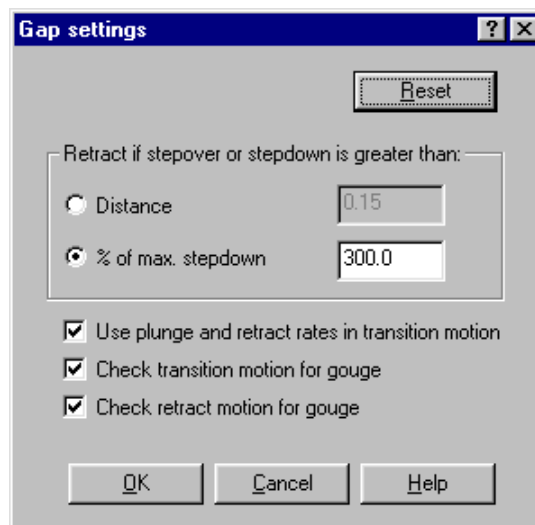 Gap settings
Reset
Retract if stepover or stepdown is greater than:
Distance 0.15
% of max. stepdown 300.0
Use plunge and retract rates in transition motion
Check transition motion for gouge
Check retract motion for gouge
OK Cancel Help